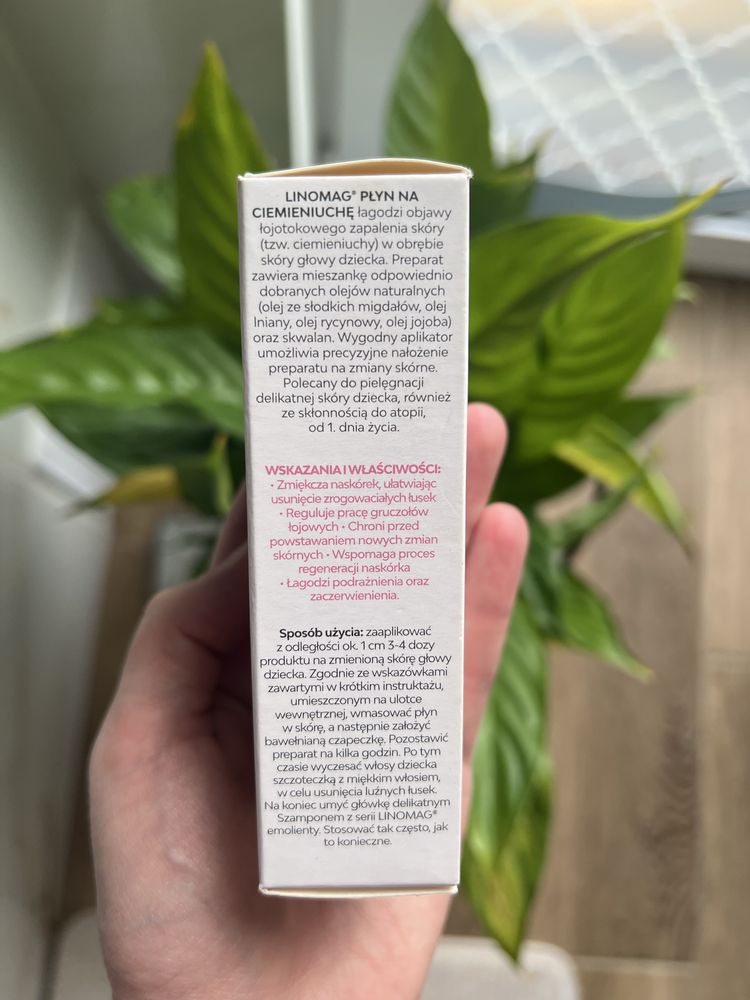 LINOMAG® PŁYN NA
CIEMIENIUCHĘ łagodzi objawy
łojotokowego zapalenia skóry
(tzw. ciemieniuchy) w obrębie
skóry głowy dziecka. Preparat
zawiera mieszankę odpowiednio
dobranych olejów naturalnych
(olej ze słodkich migdałów, olej
lniany, olej rycynowy, olej jojoba)
oraz skwalan. Wygodny aplikator
umożliwia precyzyjne nałożenie
preparatu na zmiany skórne.
Polecany do pielęgnacji
delikatnej skóry dziecka, również
ze skłonnością do atopii,
od 1. dnia życia.
WSKAZANIA I WŁAŚCIWOŚCI:
• Zmiękcza naskórek, ułatwiając
usunięcie zrogowaciałych łusek
• Reguluje pracę gruczołów
łojowych • Chroni przed
powstawaniem nowych zmian
skórnych • Wspomaga proces
regeneracji naskórka
• Łagodzi podrażnienia oraz
zaczerwienienia.
Sposób użycia: zaaplikować
z odległości ok. 1 cm 3-4 dozy
produktu na zmienioną skórę głowy
dziecka. Zgodnie ze wskazówkami
zawartymi w krótkim instruktażu,
umieszczonym na ulotce
wewnętrznej, wmasować płyn
w skórę, a następnie założyć
bawełnianą czapeczkę. Pozostawić
preparat na kilka godzin. Po tym
czasie wyczesać włosy dziecka
szczoteczką z miękkim włosiem,
w celu usunięcia luźnych łusek.
Na koniec umyć główkę delikatnym
Szamponem z serii LINOMAG®
emolienty. Stosować tak często, jak
to konieczne.